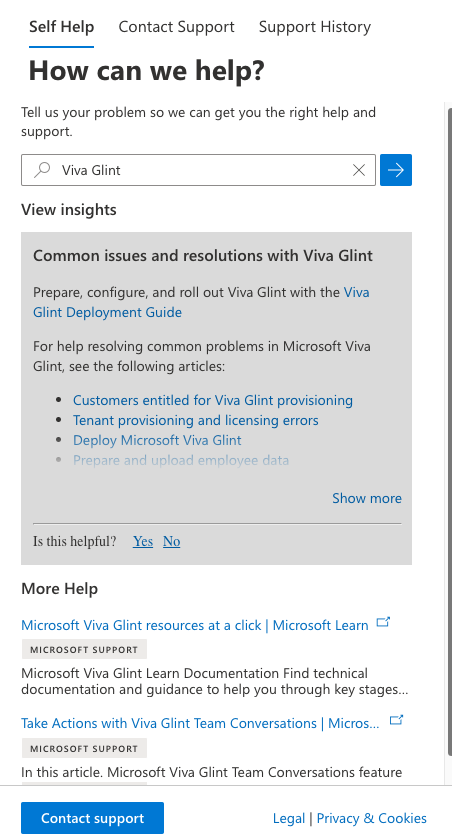 Self Help Contact Support Support History
How can we help?
Tell us your problem so we can get you the right help and
support.
Viva Glint
View insights
Common issues and resolutions with Viva Glint
Prepare, configure, and roll out Viva Glint with the Viva
Glint Deployment Guide
For help resolving common problems in Microsoft Viva
Glint, see the following articles:
• Customers entitled for Viva Glint provisioning
• Tenant provisioning and licensing errors
• Deploy Microsoft Viva Glint
• Prepare and upload employee data
Show more
Is this helpful? Yes No
More Help
Microsoft Viva Glint resources at a click | Microsoft Learn
MICROSOFT SUPPORT
Microsoft Viva Glint Learn Documentation Find technical
documentation and guidance to help you through key stages...
Take Actions with Viva Glint Team Conversations | Micros...
MICROSOFT SUPPORT
In this article. Microsoft Viva Glint Team Conversations feature
Contact support Legal | Privacy & Cookies